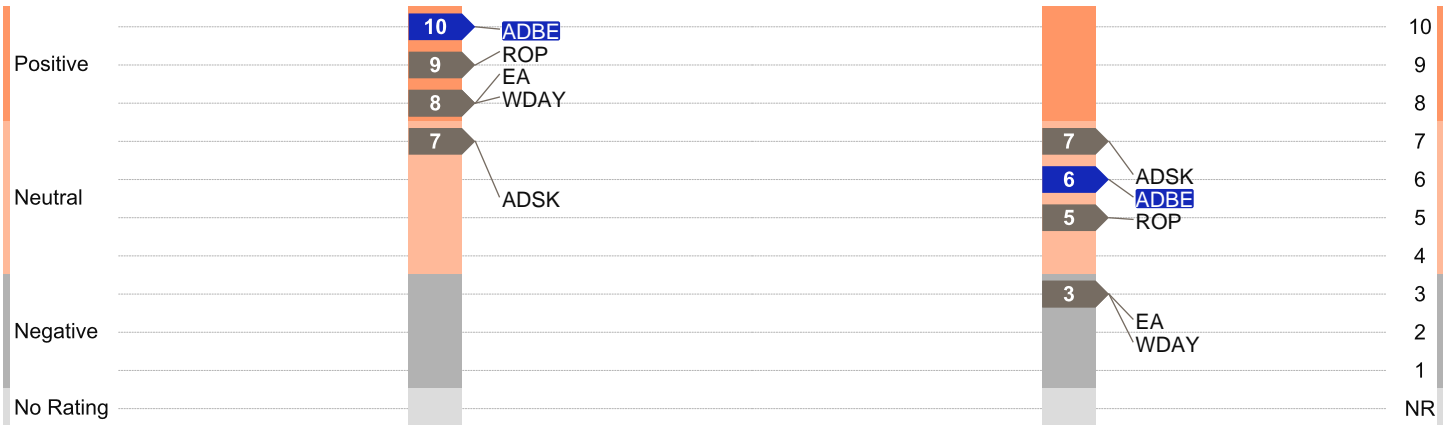 10
ADBE
10
ROP
Positive
9
9
EA
8
WDAY
8
7
7
7
ADSK
6
6
Neutral
ADSK
ADBE
5
ROP
5
4
3
3
EA
Negative
2
WDAY
1
No Rating
NR